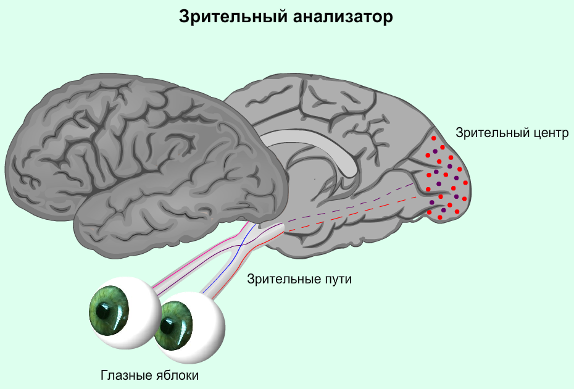 Зрительный анализатор
Зрительный центр
Зрительные пути
Глазные яблоки